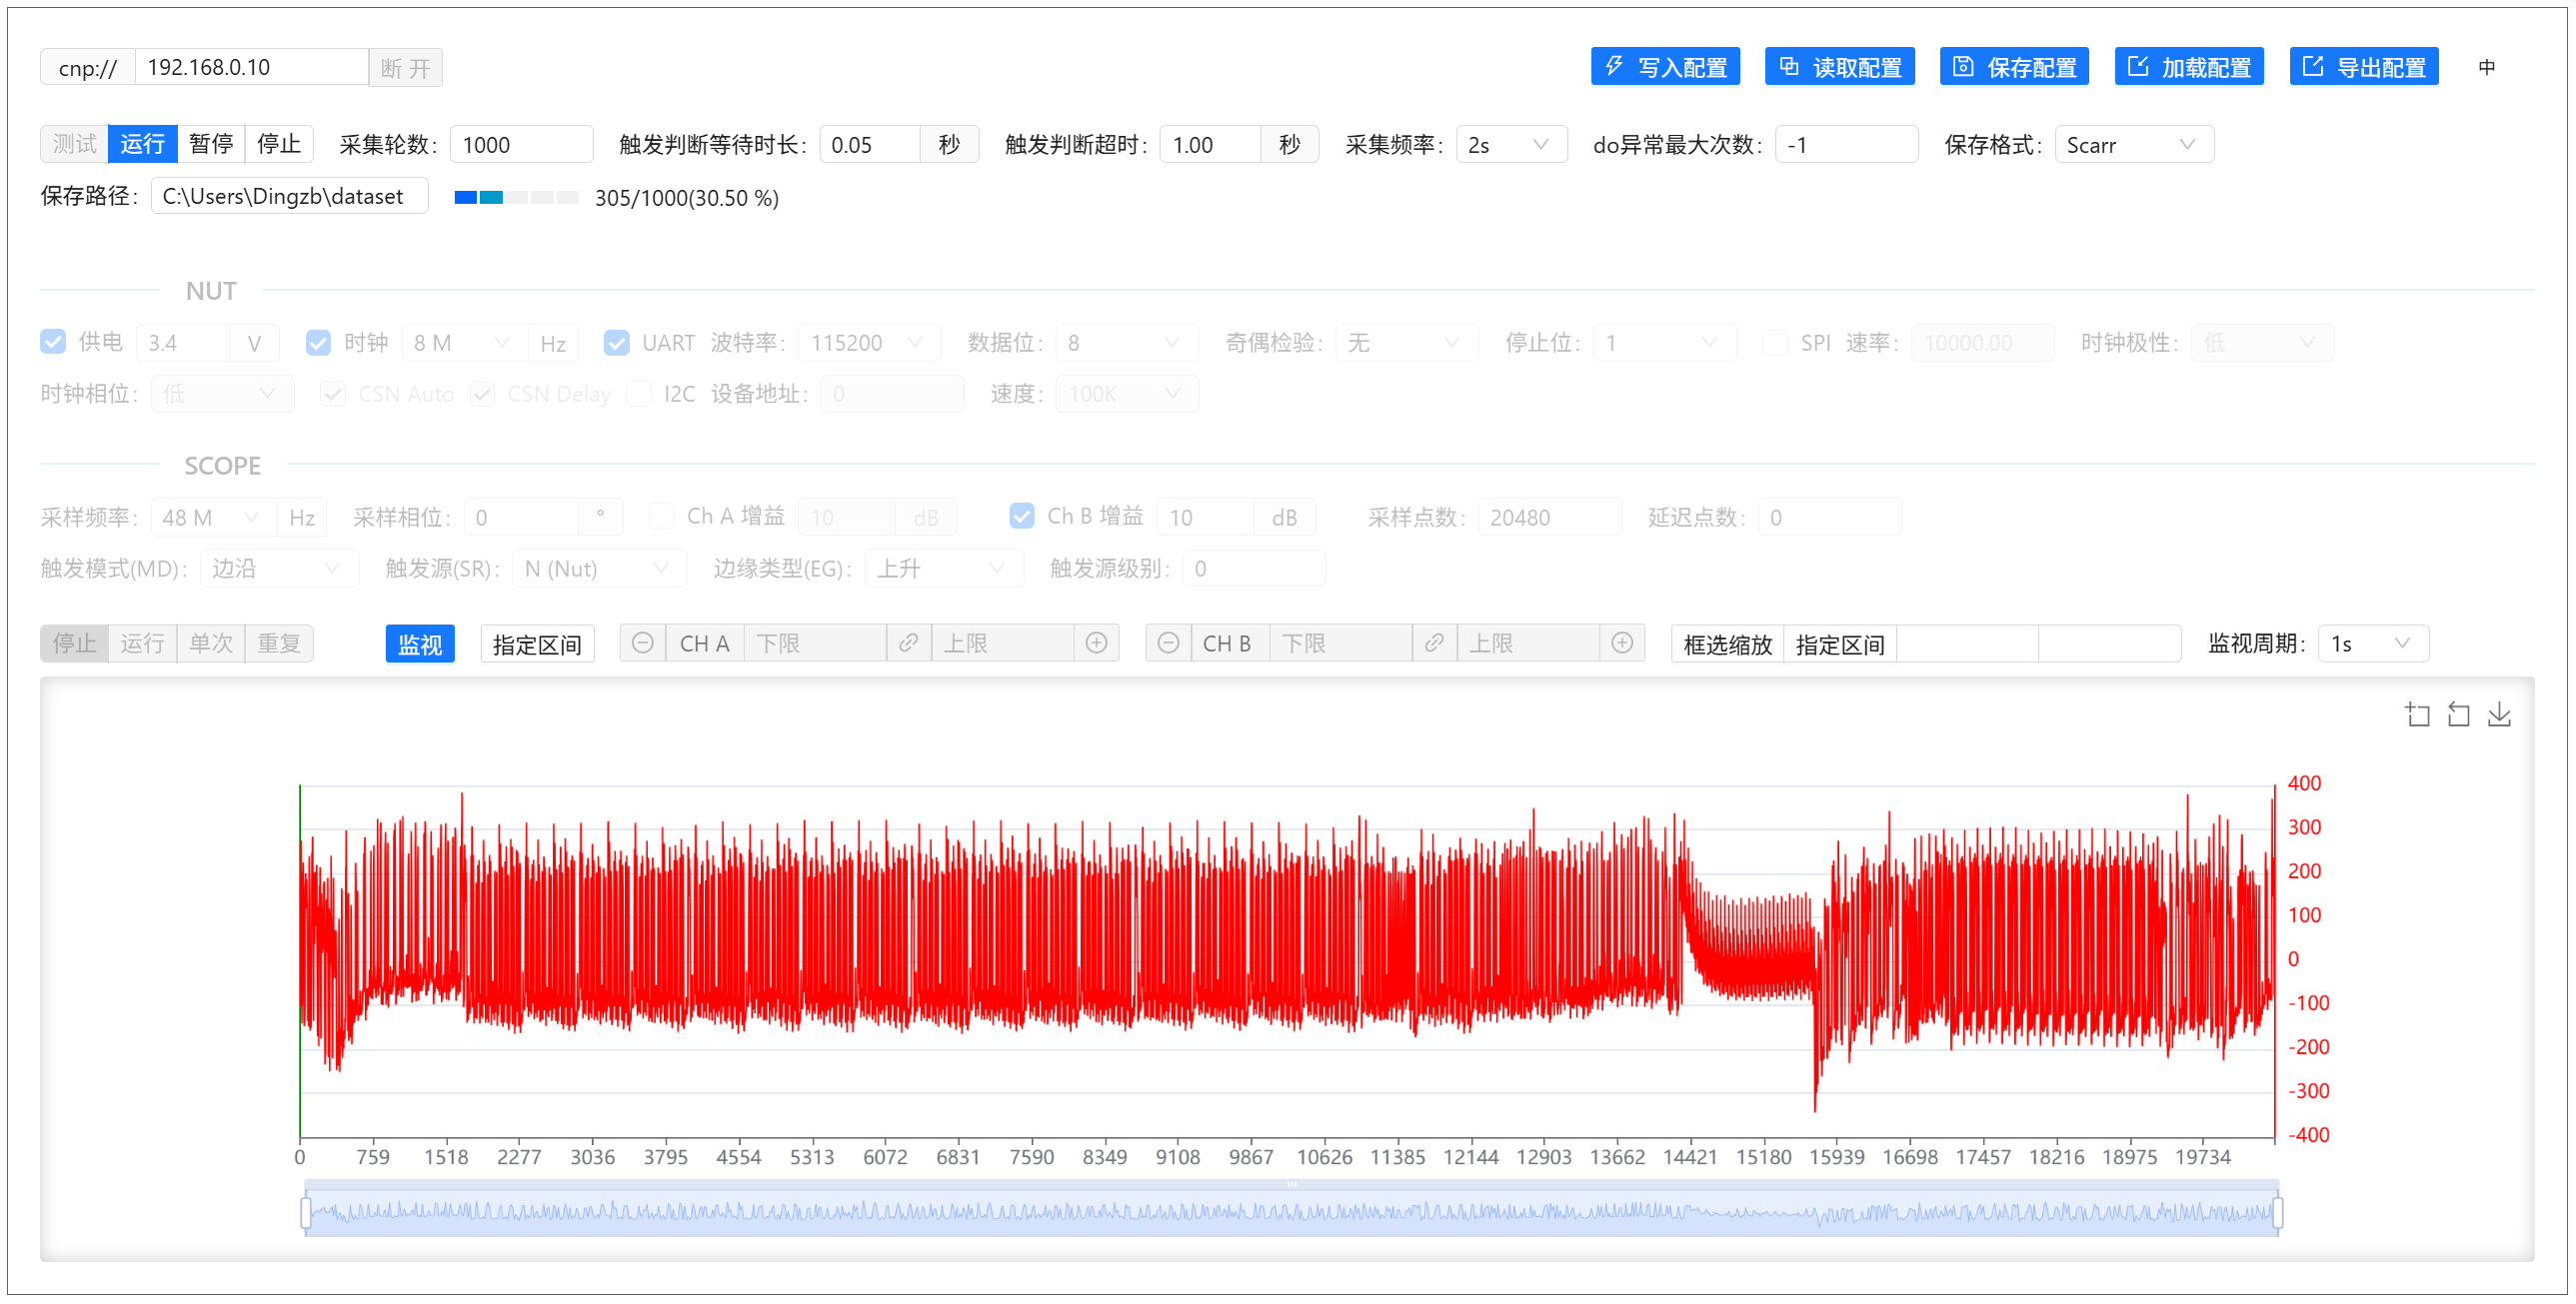 cnp:// 192.168.0.10 断 开 写入配置 读取配置 保存配置 加载配置 导出配置 中
测试 运行 暂停 停止 采集轮数: 1000 触发判断等待时长: 0.05 秒 触发判断超时: 1.00 秒 采集频率: 2s do异常最大次数: -1 保存格式: Scarr
保存路径: C:\Users\Dingzb\dataset 305/1000(30.50 %)
NUT
供电 3.4 V 时钟 8 M Hz UART 波特率: 115200 数据位: 8 奇偶检验: 无 停止位: 1 SPI 速率: 10000.00 时钟极性: 低
时钟相位: 低 CSN Auto CSN Delay I2C 设备地址: 0 速度: 100K
SCOPE
采样频率: 48 M Hz 采样相位: 0 ° Ch A 增益 10 dB Ch B 增益 10 dB 采样点数: 20480 延迟点数: 0
触发模式(MD): 边沿 触发源(SR): N (Nut) 边缘类型(EG): 上升 触发源级别: 0
停止 运行 单次 重复 监视 指定区间 CH A 下限 上限 CH B 下限 上限 框选缩放 指定区间 监视周期: 1s
400
300
200
100
0
-100
-200
-300
-400
0 759 1518 2277 3036 3795 4554 5313 6072 6831 7590 8349 9108 9867 10626 11385 12144 12903 13662 14421 15180 15939 16698 17457 18216 18975 19734